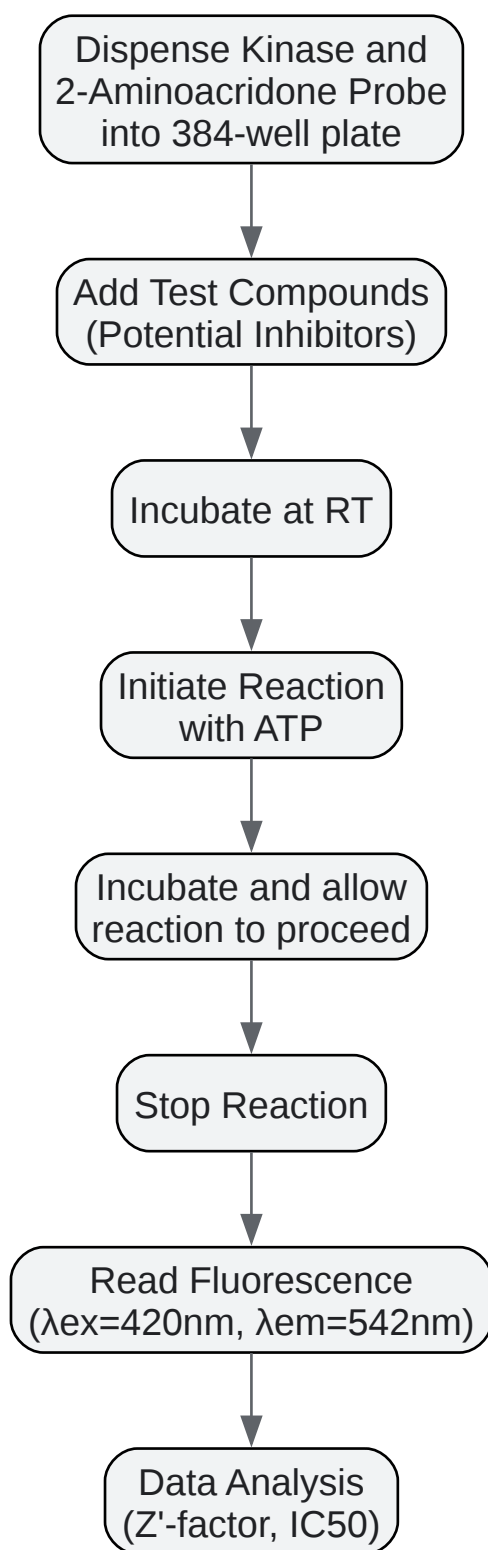 Dispense Kinase and
2-Aminoacridone Probe
into 384-well plate
Add Test Compounds
(Potential Inhibitors)
Incubate at RT
Initiate Reaction
with ATP
Incubate and allow
reaction to proceed
Stop Reaction
Read Fluorescence
(λex=420nm, λem=542nm)
Data Analysis
(Z'-factor, IC50)